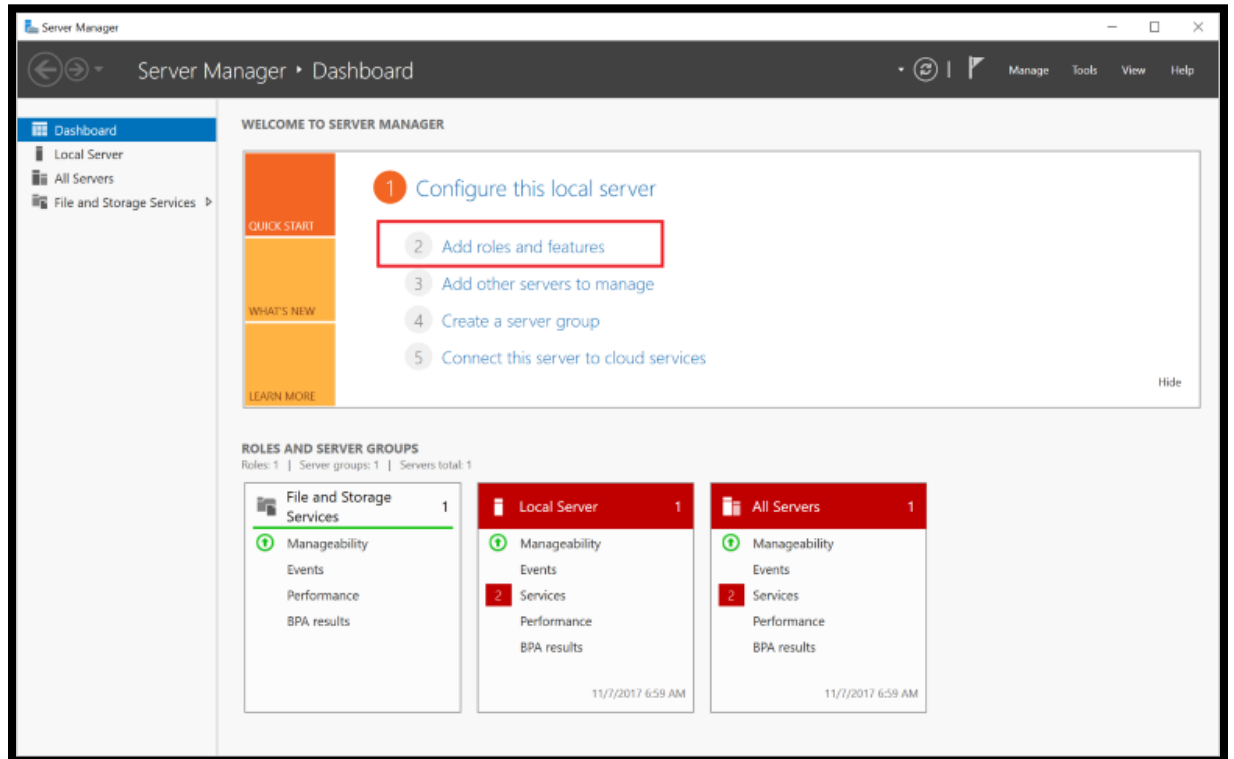 Server Manager
Server Manager • Dashboard
Manage Tools View Help
Dashboard
Local Server
All Servers
File and Storage Services
WELCOME TO SERVER MANAGER
QUICK START
WHAT'S NEW
LEARN MORE
1 Configure this local server
2 Add roles and features
3 Add other servers to manage
4 Create a server group
5 Connect this server to cloud services
Hide
ROLES AND SERVER GROUPS
Roles: 1 | Server groups: 1 | Servers total: 1
File and Storage 1
Services
Manageability
Events
Performance
BPA results
Local Server 1
Manageability
Events
2 Services
Performance
BPA results
11/7/2017 6:59 AM
All Servers 1
Manageability
Events
2 Services
Performance
BPA results
11/7/2017 6:59 AM